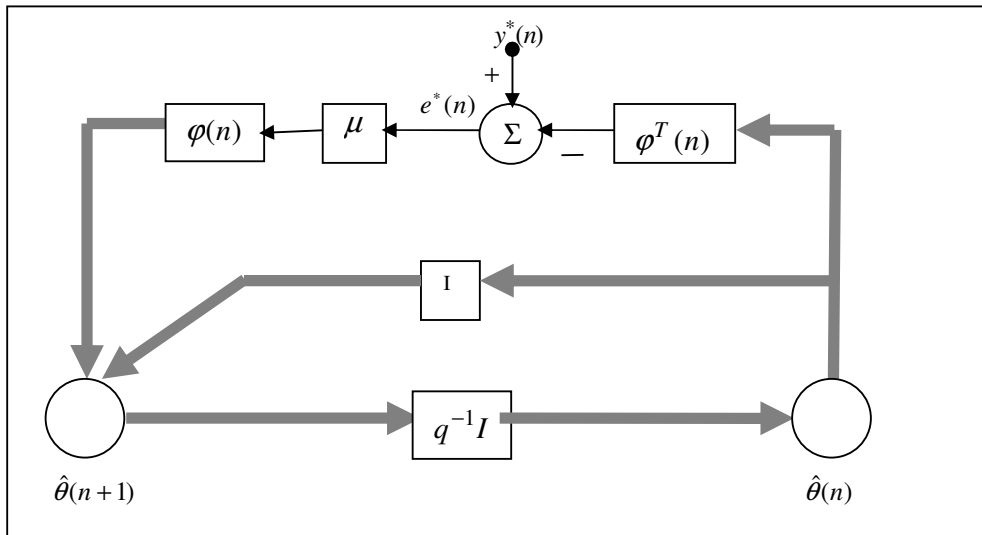 y*(n)
+
e*(n)
φ(n)
μ
Σ
−
φ^T (n)
I
q^{-1}I
θ̂(n+1)
θ̂(n)